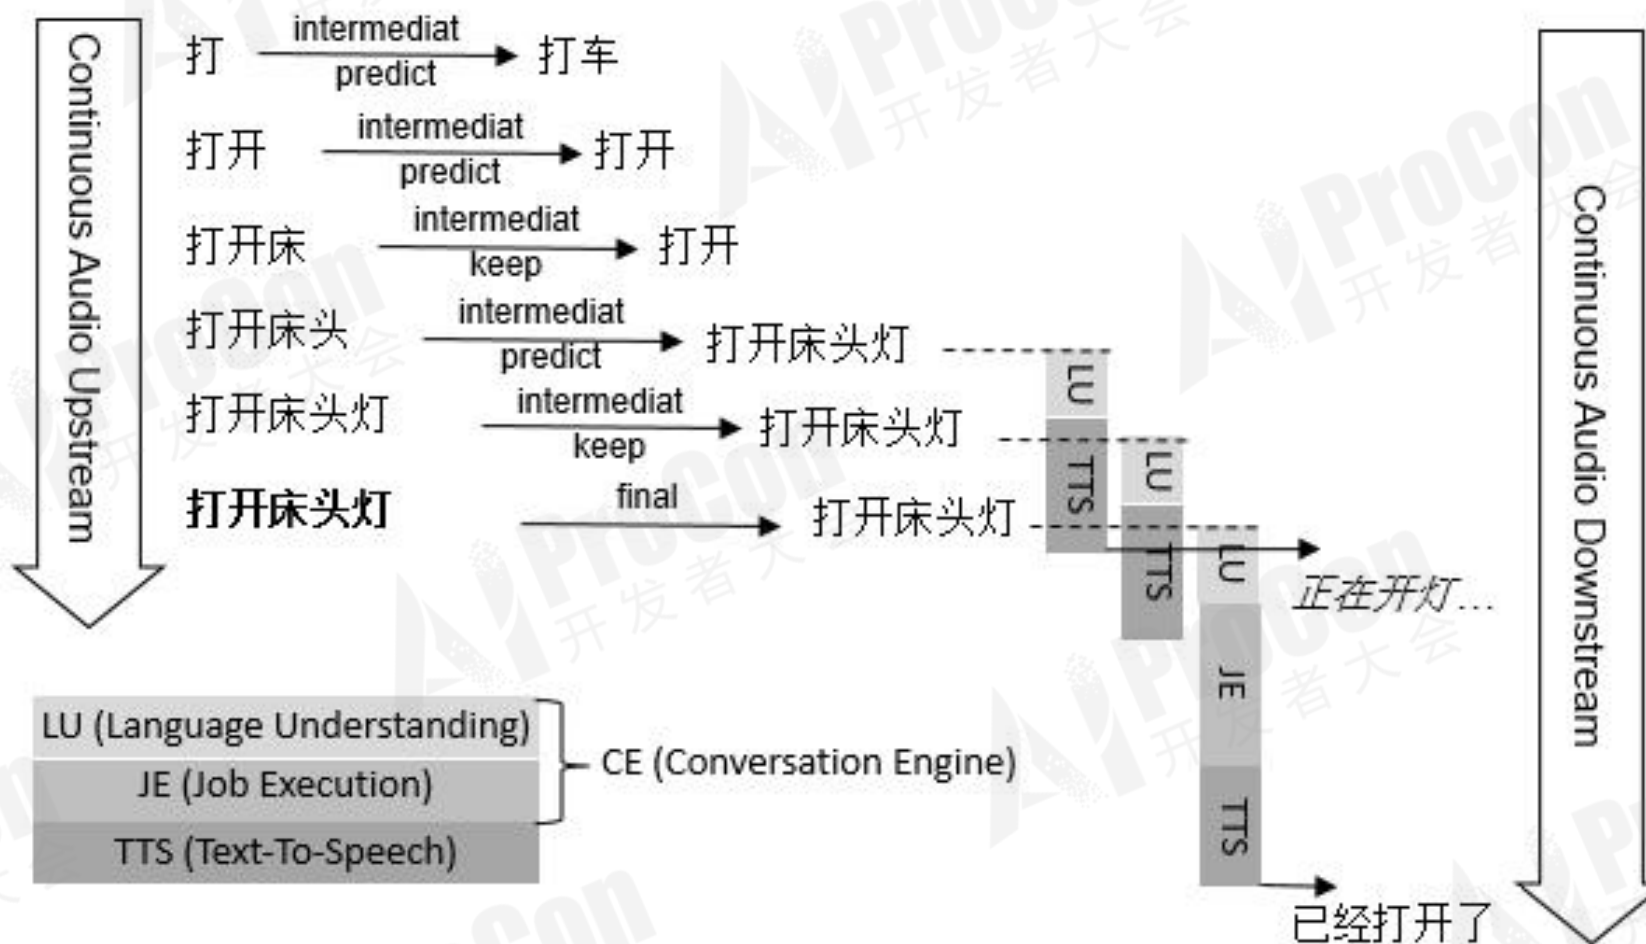 Continuous Audio Upstream
打
intermediat
predict
打车
打开
intermediat
predict
打开
打开床
intermediat
keep
打开
打开床头
intermediat
predict
打开床头灯
打开床头灯
intermediat
keep
打开床头灯
打开床头灯
final
打开床头灯
LU
TTS
LU
TTS
LU
JE
TTS
正在开灯...
已经打开了
Continuous Audio Downstream
LU (Language Understanding)
JE (Job Execution)
TTS (Text-To-Speech)
CE (Conversation Engine)
AI ProCon
开发者大会